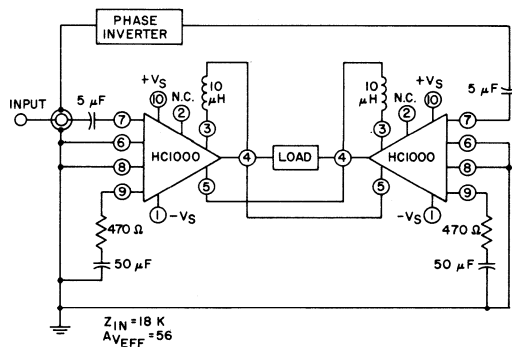 PHASE
INVERTER
INPUT
5 µF
+VS
10
N.C.
2
10
µH
3
7
6
8
9
HC1000
4
5
1
−VS
470 Ω
50 µF
LOAD
4
10
µH
3
N.C.
2
+VS
10
5 µF
7
6
8
9
HC1000
5
−VS
1
470 Ω
50 µF
ZIN = 18 K
AVEFF = 56